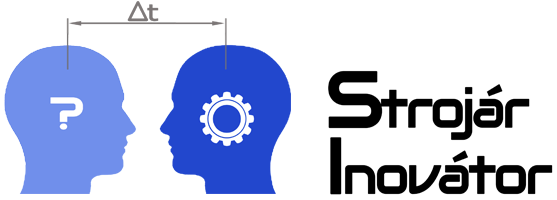 Δt
?
Strojár
Inovátor